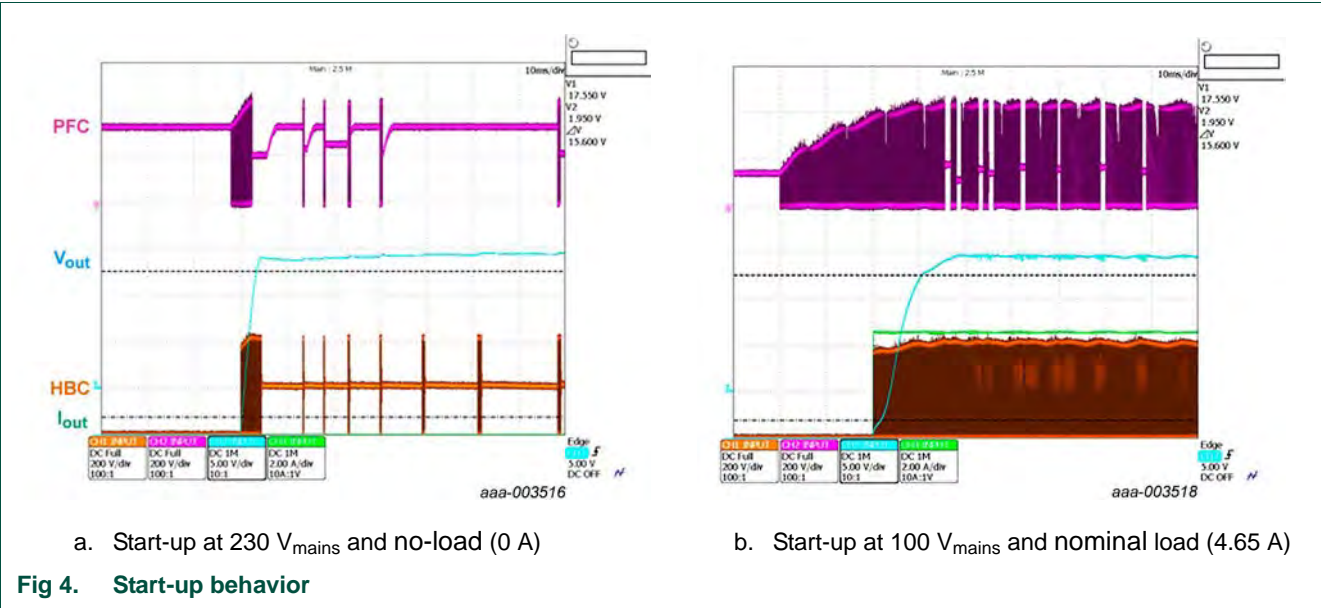 Main : 2.5 M
10ms/div
V1
17.550 V
V2
1.950 V
⊿V
15.600 V
PFC
Vout
HBC
Iout
CH1 INPUT
DC Full
200 V/div
100:1
CH2 INPUT
DC Full
200 V/div
100:1
DC 1M
5.00 V/div
10:1
DC 1M
2.00 A/div
10A:1V
Edge
5.00 V
DC OFF
aaa-003516
Main : 2.5 M
10ms/div
V1
17.550 V
V2
1.950 V
⊿V
15.600 V
CH1 INPUT
DC Full
200 V/div
100:1
CH2 INPUT
DC Full
200 V/div
100:1
DC 1M
5.00 V/div
10:1
DC 1M
2.00 A/div
10A:1V
Edge
5.00 V
DC OFF
aaa-003518
a. Start-up at 230 Vmains and no-load (0 A)
b. Start-up at 100 Vmains and nominal load (4.65 A)
Fig 4. Start-up behavior